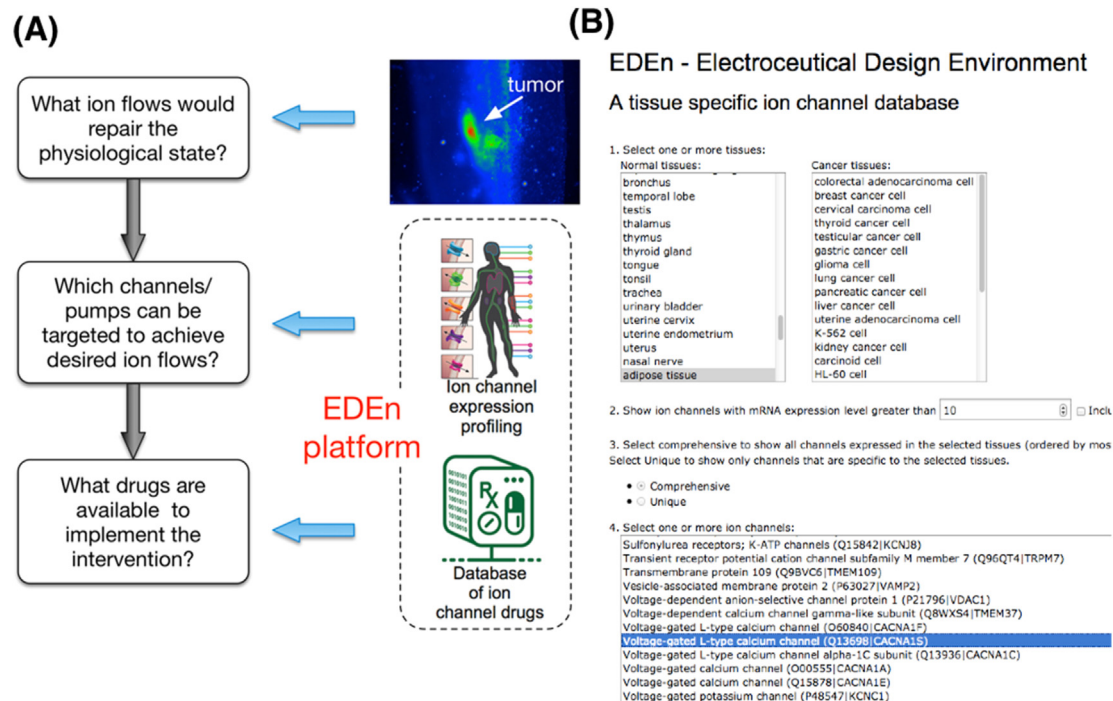 (A)
What ion flows would
repair the
physiological state?
tumor
Which channels/
pumps can be
targeted to achieve
desired ion flows?
Ion channel
expression
profiling
EDEn
platform
What drugs are
available to
implement the
intervention?
0010101
Rx
Database
of ion
channel drugs
(B)
EDEn - Electroceutical Design Environment
A tissue specific ion channel database
1. Select one or more tissues:
Normal tissues:
bronchus
temporal lobe
testis
thalamus
thymus
thyroid gland
tongue
tonsil
trachea
urinary bladder
uterine cervix
uterine endometrium
uterus
nasal nerve
adipose tissue
Cancer tissues:
colorectal adenocarcinoma cell
breast cancer cell
cervical carcinoma cell
thyroid cancer cell
testicular cancer cell
gastric cancer cell
glioma cell
lung cancer cell
pancreatic cancer cell
liver cancer cell
uterine adenocarcinoma cell
K-562 cell
kidney cancer cell
carcinoid cell
HL-60 cell
2. Show ion channels with mRNA expression level greater than 10 Inclu
3. Select comprehensive to show all channels expressed in the selected tissues (ordered by mos
Select Unique to show only channels that are specific to the selected tissues.
• Comprehensive
• Unique
4. Select one or more ion channels:
Sulfonylurea receptors; K-ATP channels (Q15842|KCNJ8)
Transient receptor potential cation channel subfamily M member 7 (Q96QT4|TRPM7)
Transmembrane protein 109 (Q9BVC6|TMEM109)
Vesicle-associated membrane protein 2 (P63027|VAMP2)
Voltage-dependent anion-selective channel protein 1 (P21796|VDAC1)
Voltage-dependent calcium channel gamma-like subunit (Q8WXS4|TMEM37)
Voltage-gated L-type calcium channel (O60840|CACNA1F)
Voltage-gated L-type calcium channel (Q13698|CACNA1S)
Voltage-gated L-type calcium channel alpha-1C subunit (Q13936|CACNA1C)
Voltage-gated calcium channel (O00555|CACNA1A)
Voltage-gated calcium channel (Q15878|CACNA1E)
Voltage-gated potassium channel (P48547|KCNC1)